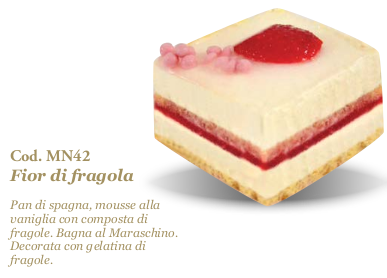 Cod. MN42
Fior di fragola
Pan di spagna, mousse alla
vaniglia con composta di
fragole. Bagna al Maraschino.
Decorata con gelatina di
fragole.